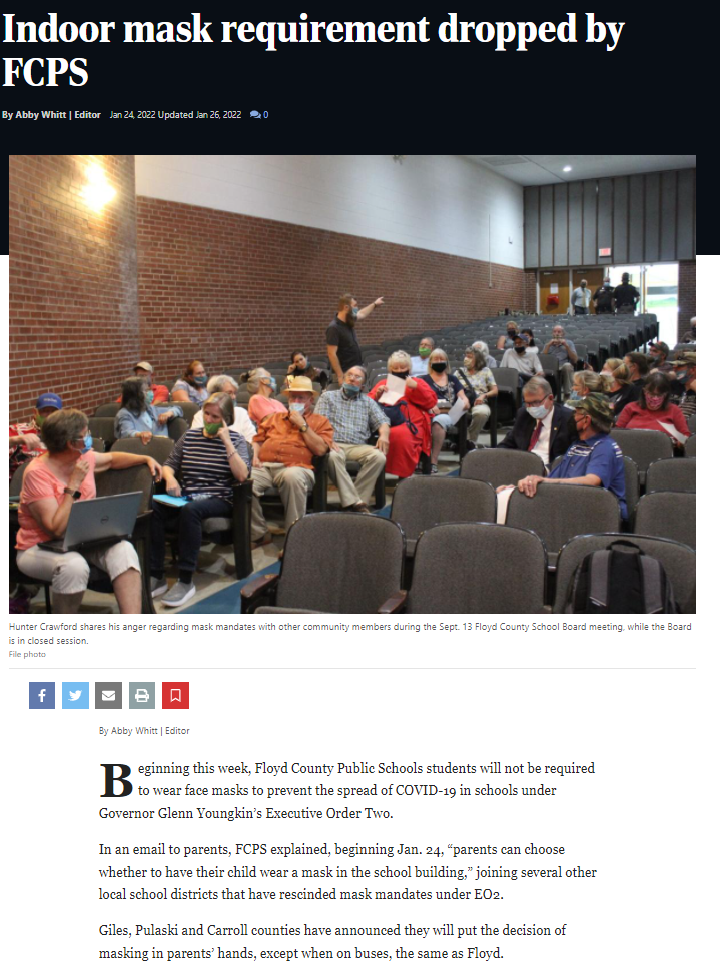 Indoor mask requirement dropped by
FCPS
By Abby Whitt | Editor Jan 24, 2022 Updated Jan 26, 2022 0
Hunter Crawford shares his anger regarding mask mandates with other community members during the Sept. 13 Floyd County School Board meeting, while the Board
is in closed session.
File photo
By Abby Whitt | Editor
Beginning this week, Floyd County Public Schools students will not be required
to wear face masks to prevent the spread of COVID-19 in schools under
Governor Glenn Youngkin’s Executive Order Two.
In an email to parents, FCPS explained, beginning Jan. 24, “parents can choose
whether to have their child wear a mask in the school building,” joining several other
local school districts that have rescinded mask mandates under EO2.
Giles, Pulaski and Carroll counties have announced they will put the decision of
masking in parents’ hands, except when on buses, the same as Floyd.